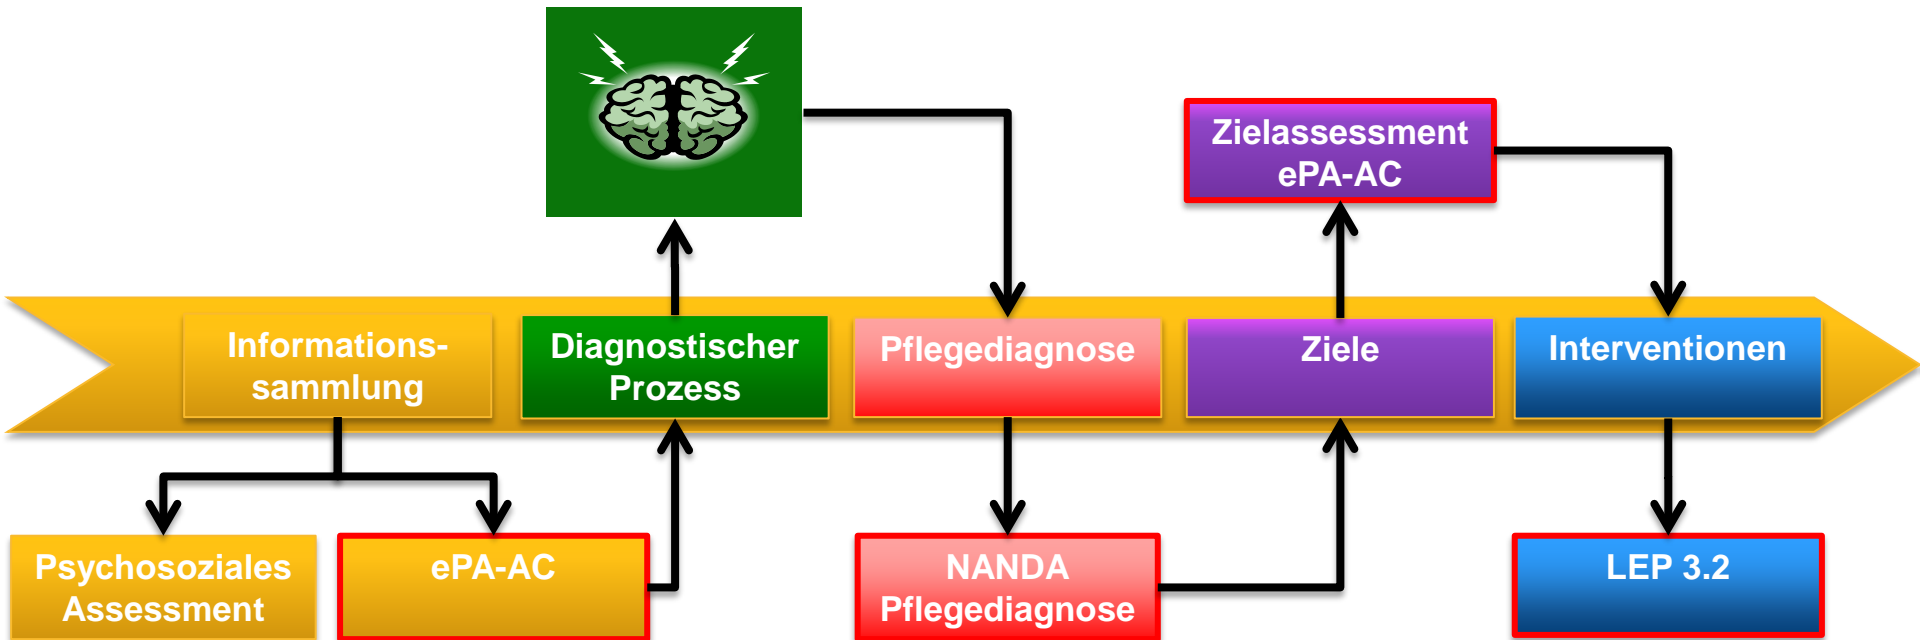 Zielassessment
ePA-AC
Informations-
sammlung
Diagnostischer
Prozess
Pflegediagnose
Ziele
Interventionen
Psychosoziales
Assessment
ePA-AC
NANDA
Pflegediagnose
LEP 3.2